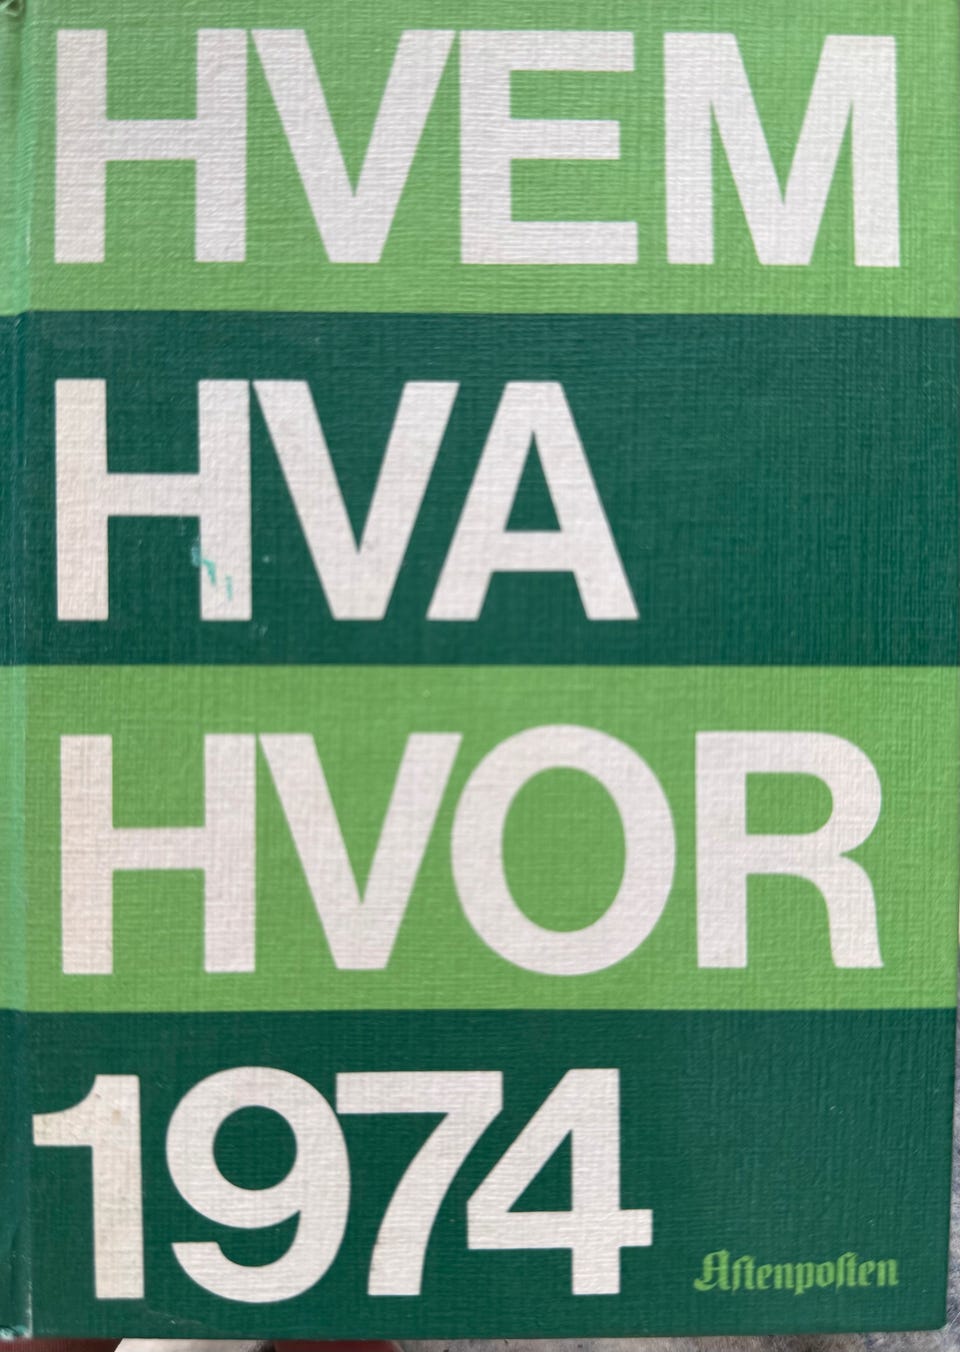 HVEM
HVA
HVOR
1974
Aftenposten